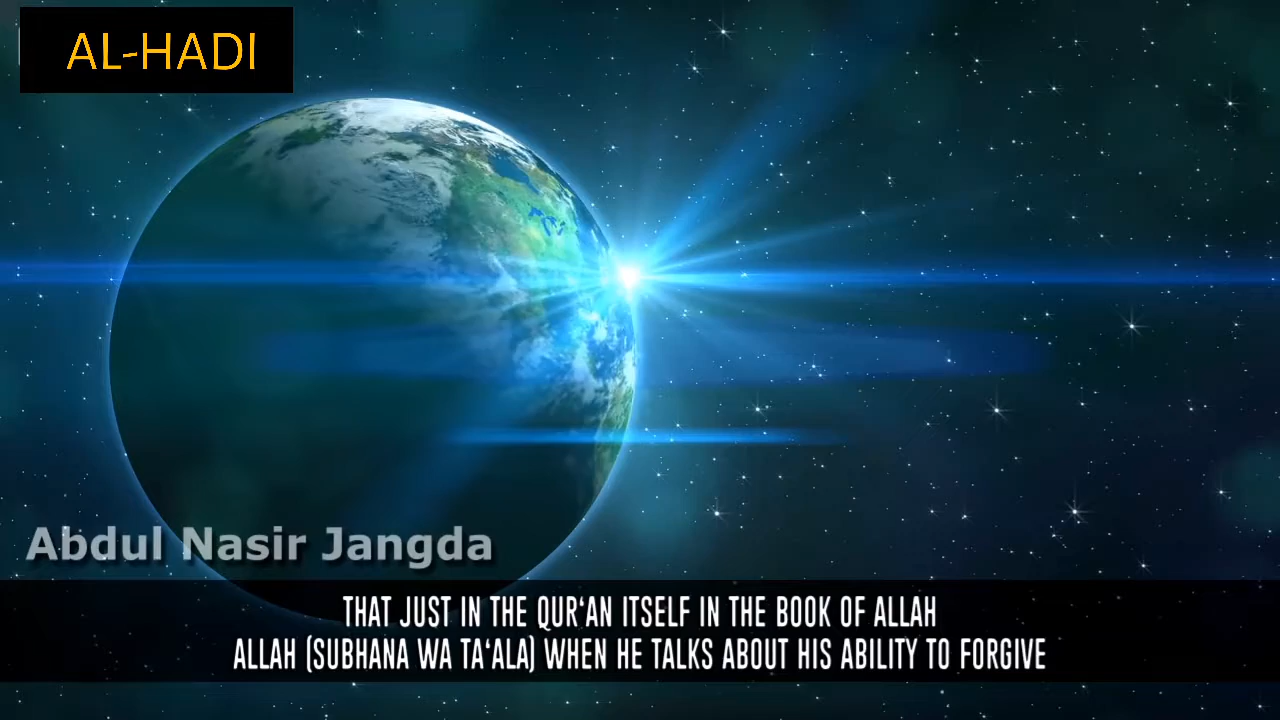 AL-HADI
Abdul Nasir Jangda
THAT JUST IN THE QUR‘AN ITSELF IN THE BOOK OF ALLAH
ALLAH (SUBHANA WA TA‘ALA) WHEN HE TALKS ABOUT HIS ABILITY TO FORGIVE